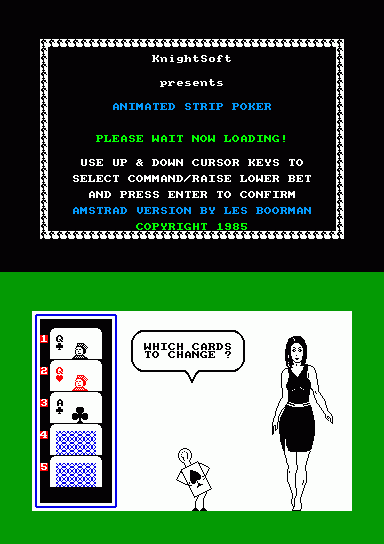 KnightSoft
presents
ANIMATED STRIP POKER
PLEASE WAIT NOW LOADING!
USE UP & DOWN CURSOR KEYS TO
SELECT COMMAND/RAISE LOWER BET
AND PRESS ENTER TO CONFIRM
AMSTRAD VERSION BY LES BOORMAN
COPYRIGHT 1985
WHICH CARDS
TO CHANGE ?
1 Q
2 Q
3 A
4
5